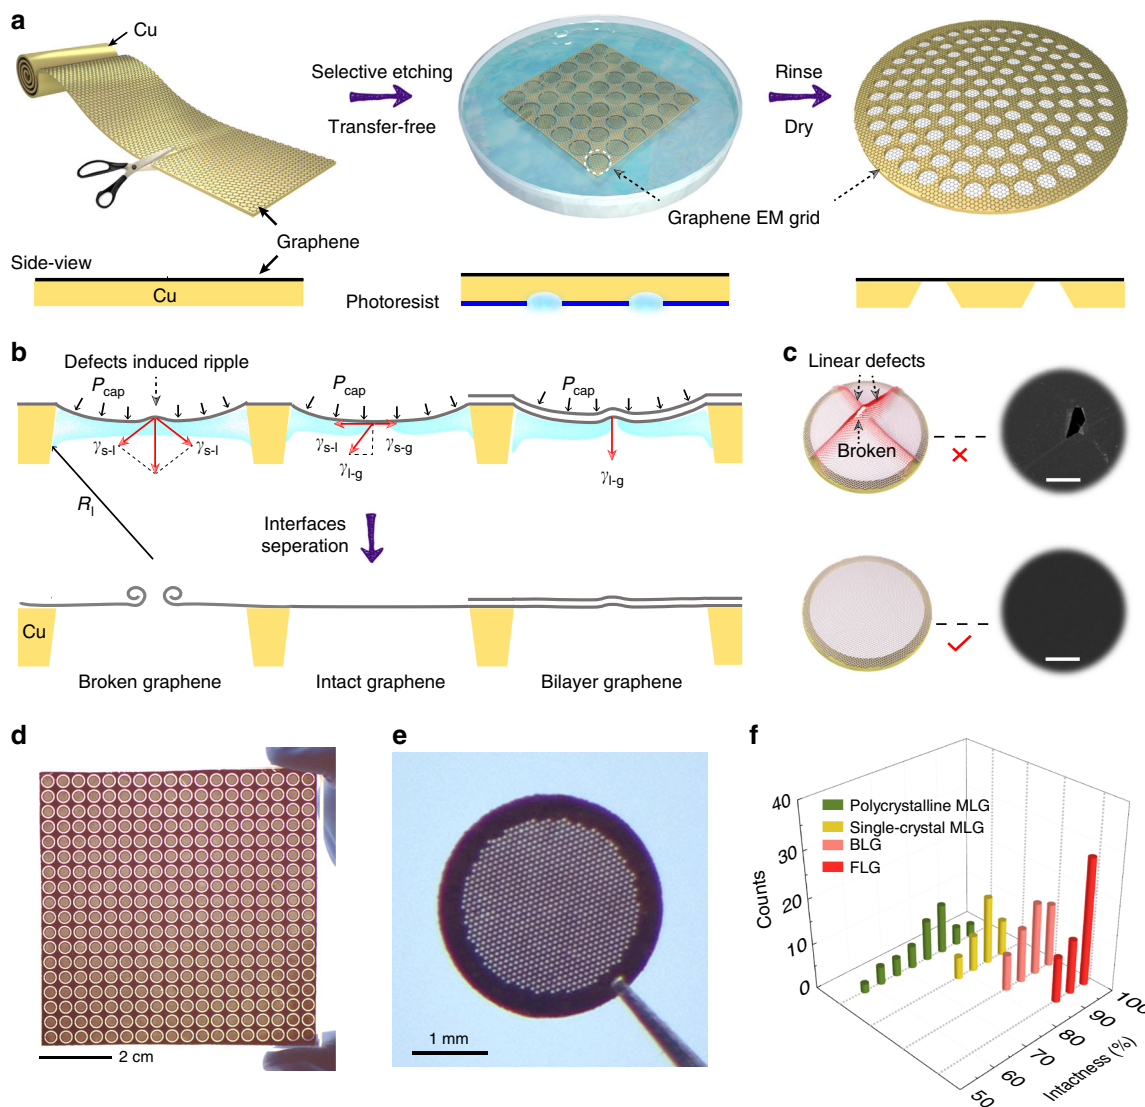 a
Cu
Selective etching
Transfer-free
Rinse
Dry
Graphene EM grid
Graphene
Side-view
Cu
Photoresist
b
Defects induced ripple
Pcap
Pcap
Pcap
γs-l
γs-l
γs-l
γs-g
γl-g
γl-g
Rl
Interfaces
seperation
Cu
Broken graphene
Intact graphene
Bilayer graphene
c
Linear defects
Broken
d
2 cm
e
1 mm
f
Polycrystalline MLG
Single-crystal MLG
BLG
FLG
Counts
40
30
20
10
0
50
60
70
80
90
100
Intactness (%)